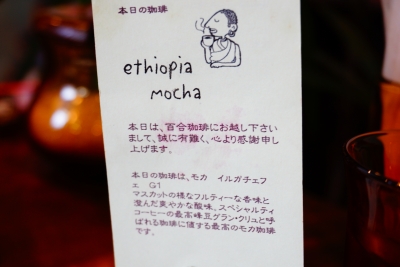 本日の珈琲
ethiopia
mocha
本日は、百合珈琲にお越し下さい
まして、誠に有難く、心より感謝申し
上げます。
本日の珈琲は、モカ　イルガチェフ
ェ　G1
マスカットの様なフルティーな香味と
澄んだ爽やかな酸味、スペシャルティ
コーヒーの最高峰豆グラン・クリュと呼
ばれる珈琲に値する最高のモカ珈琲
です。